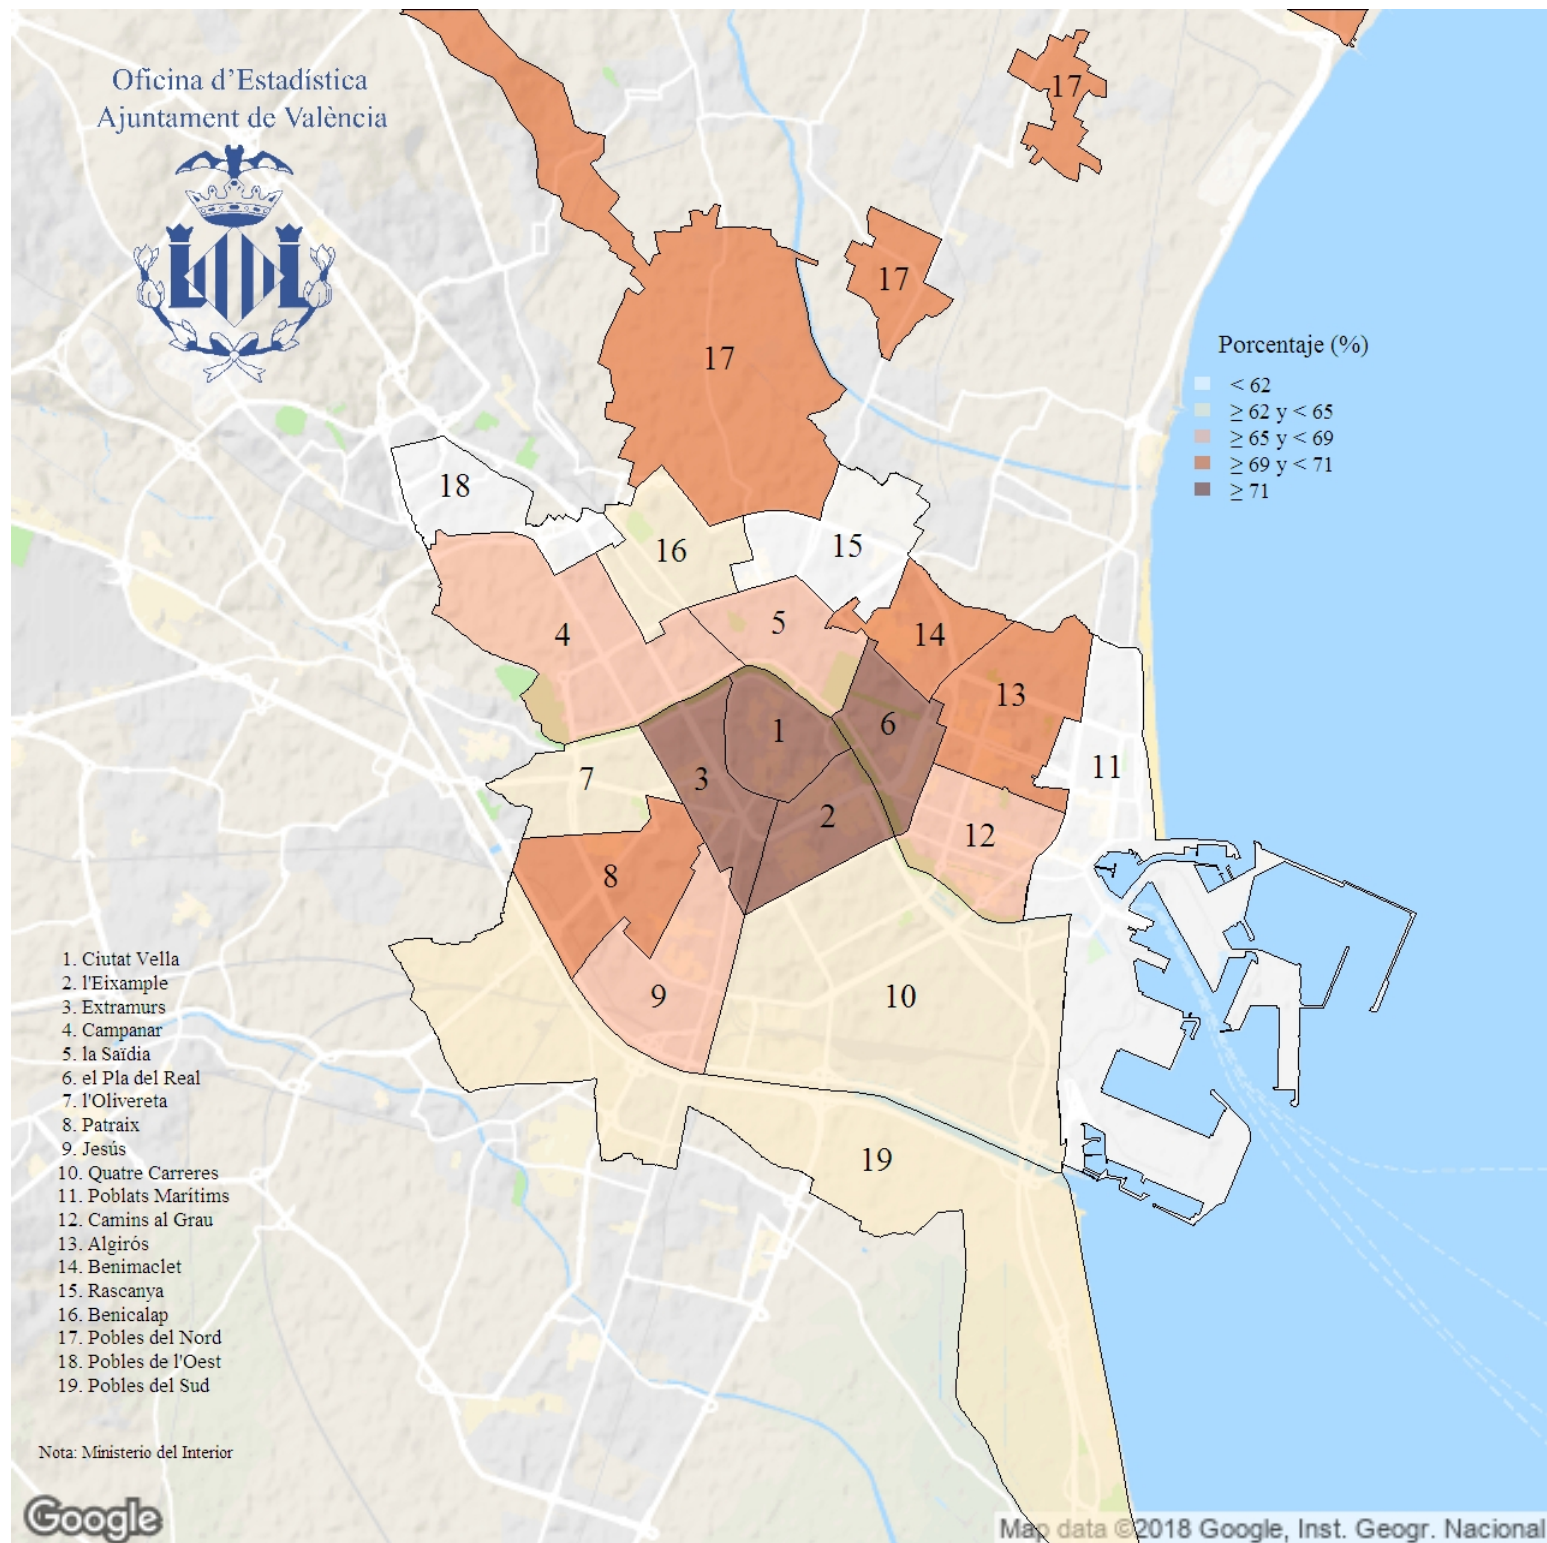 Oficina d'Estadística
Ajuntament de València
17
17
17
Porcentaje (%)
< 62
≥ 62 y < 65
≥ 65 y < 69
≥ 69 y < 71
≥ 71
18
16
15
4
5
14
13
1
6
11
7
3
2
12
8
9
10
19
1. Ciutat Vella
2. l'Eixample
3. Extramurs
4. Campanar
5. la Saïdia
6. el Pla del Real
7. l'Olivereta
8. Patraix
9. Jesús
10. Quatre Carreres
11. Poblats Marítims
12. Camins al Grau
13. Algirós
14. Benimaclet
15. Rascanya
16. Benicalap
17. Pobles del Nord
18. Pobles de l'Oest
19. Pobles del Sud
Nota: Ministerio del Interior
Google
Map data ©2018 Google, Inst. Geogr. Nacional